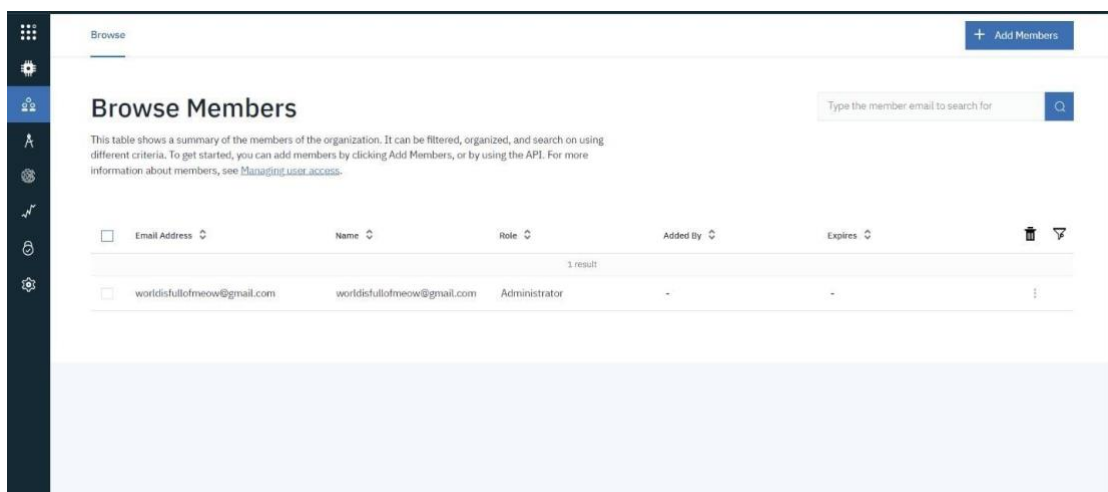 Browse
+ Add Members
Browse Members
Type the member email to search for
This table shows a summary of the members of the organization. It can be filtered, organized, and search on using
different criteria. To get started, you can add members by clicking Add Members, or by using the API. For more
information about members, see Managing user access.
Email Address Name Role Added By Expires
1 result
worldisfullofmeow@gmail.com worldisfullofmeow@gmail.com Administrator - -